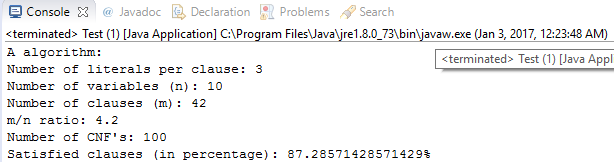 Console Javadoc Declaration Problems Search
<terminated> Test (1) [Java Application] C:\Program Files\Java\jre1.8.0_73\bin\javaw.exe (Jan 3, 2017, 12:23:48 AM)
<terminated> Test (1) [Java Appl
A algorithm:
Number of literals per clause: 3
Number of variables (n): 10
Number of clauses (m): 42
m/n ratio: 4.2
Number of CNF's: 100
Satisfied clauses (in percentage): 87.28571428571429%